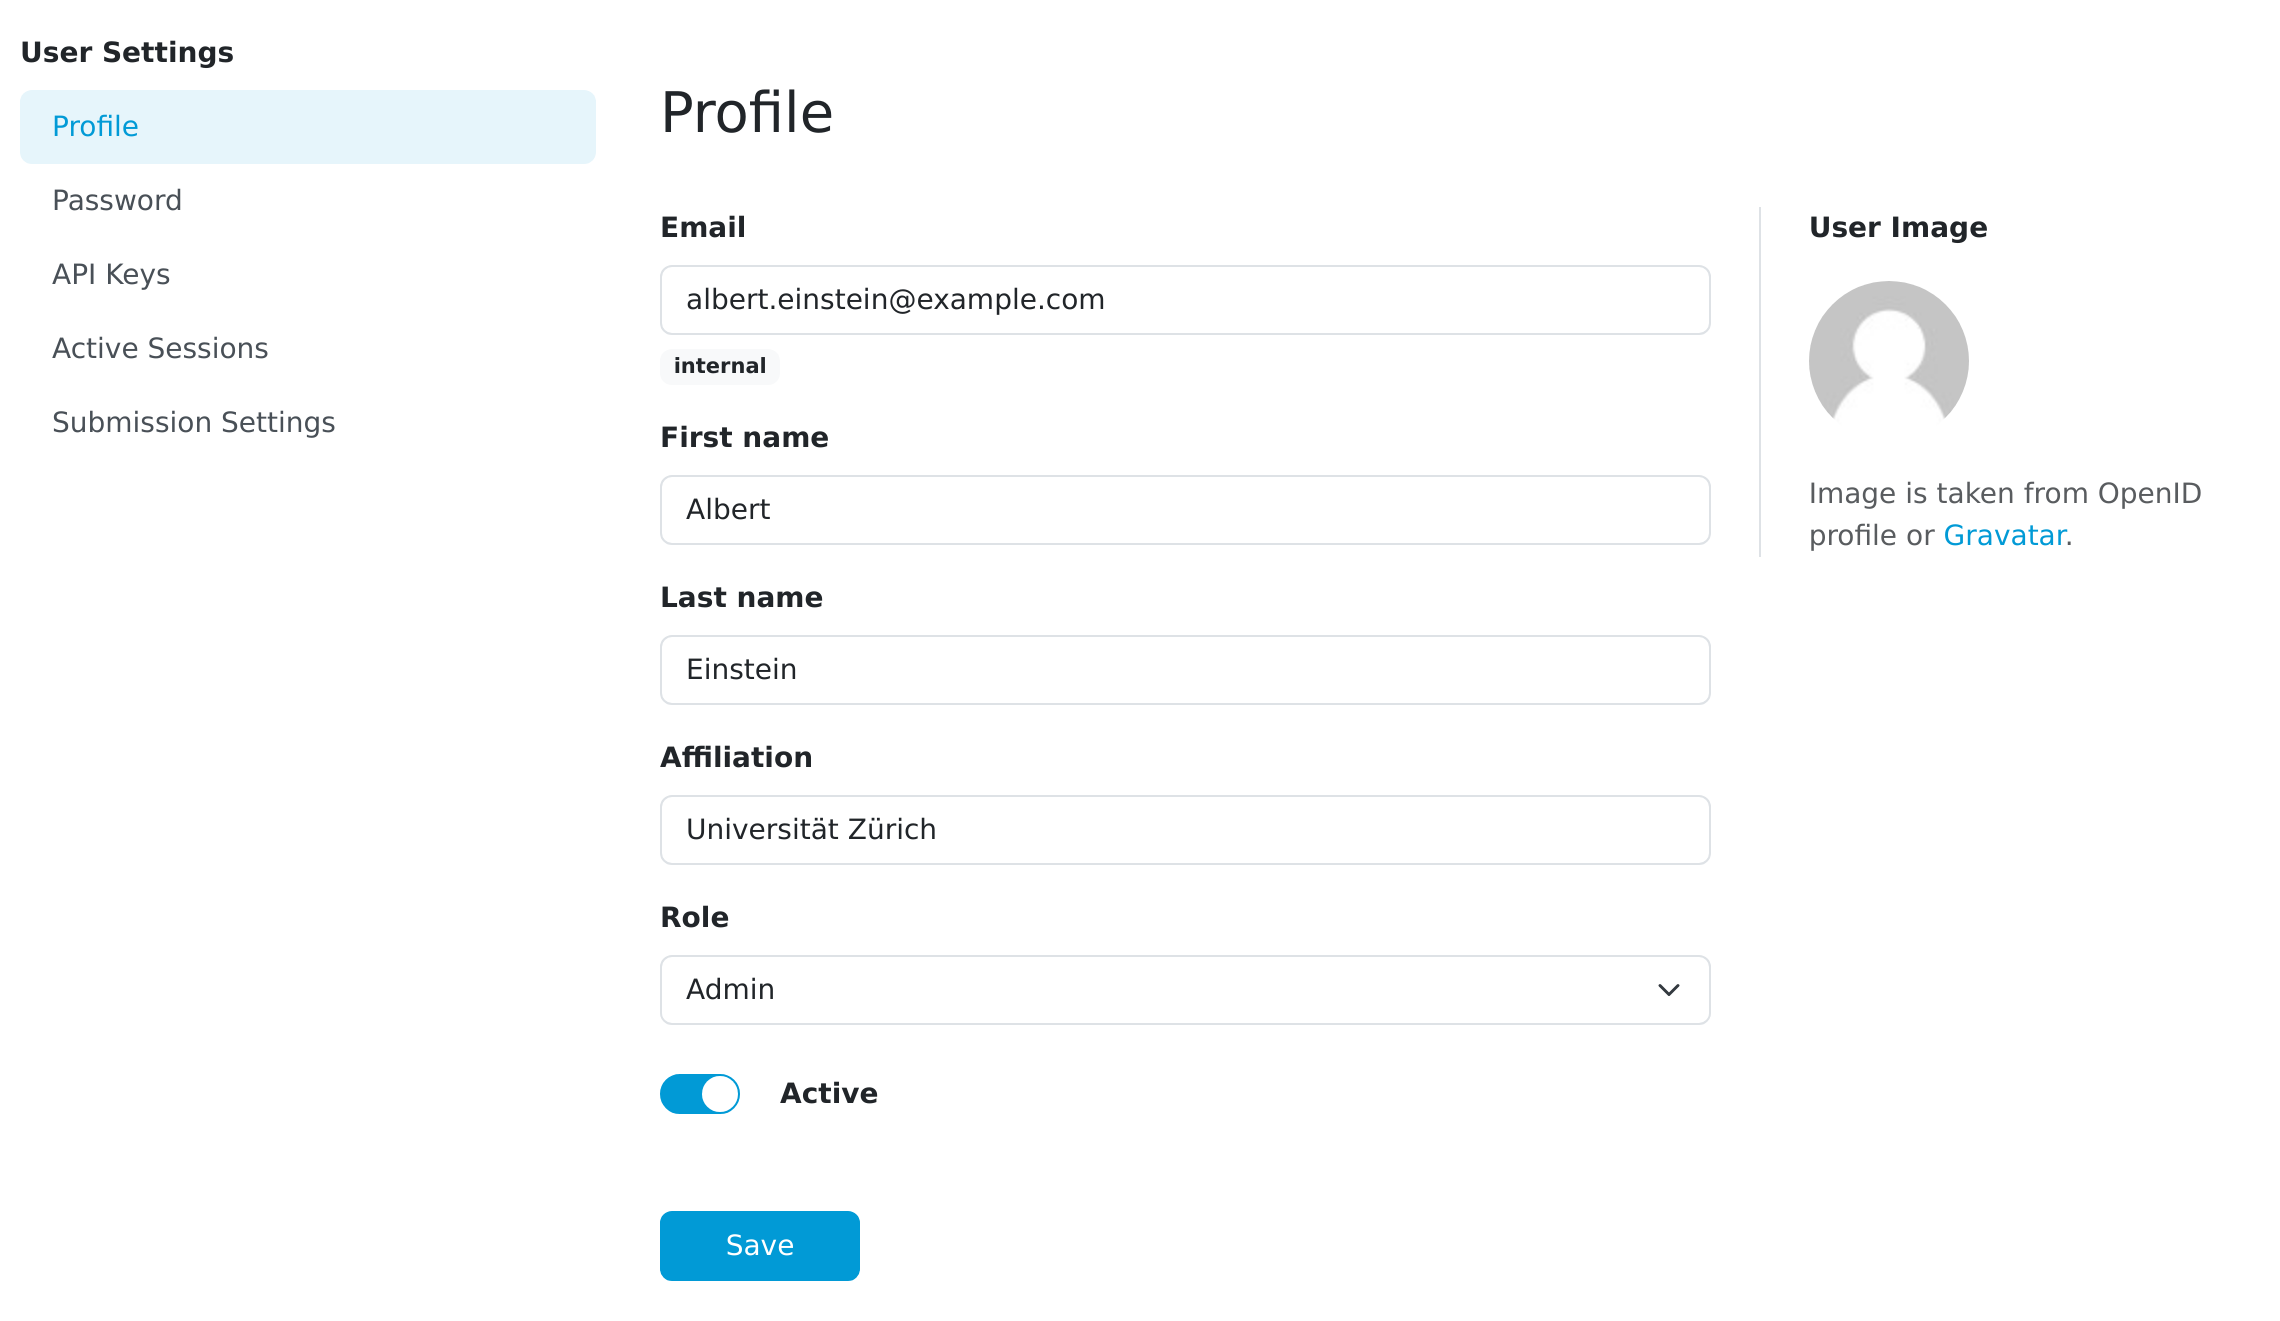 User Settings
Profile
Password
API Keys
Active Sessions
Submission Settings
Profile
Email
albert.einstein@example.com
internal
First name
Albert
Last name
Einstein
Affiliation
Universität Zürich
Role
Admin
Active
Save
User Image
Image is taken from OpenID
profile or Gravatar.